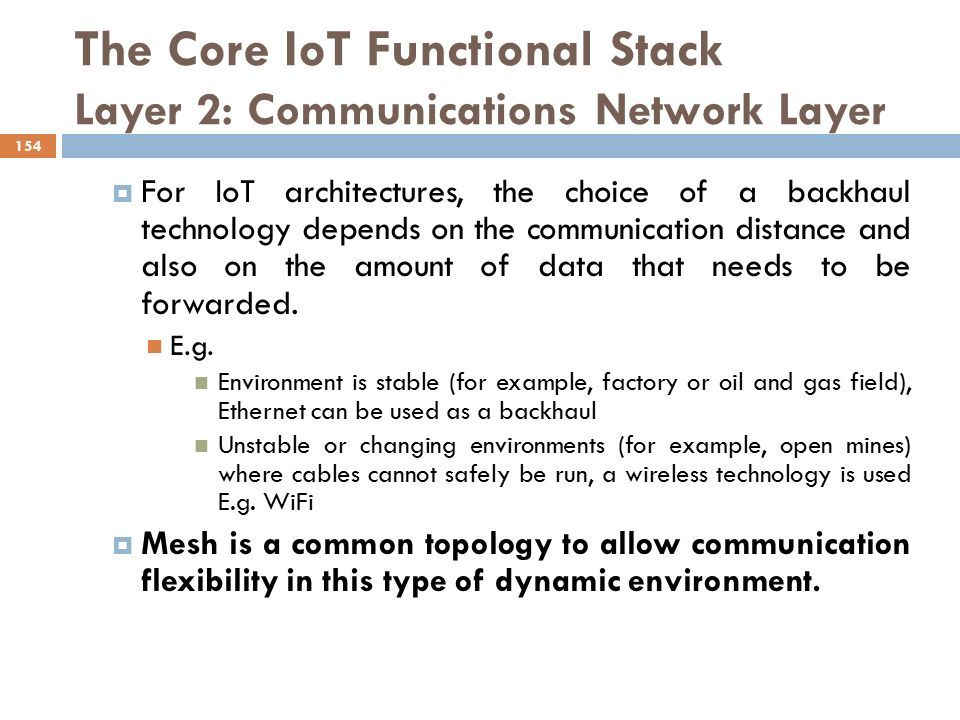 The Core IoT Functional Stack
Layer 2: Communications Network Layer
154
For IoT architectures, the choice of a backhaul
technology depends on the communication distance and
also on the amount of data that needs to be
forwarded.
E.g.
Environment is stable (for example, factory or oil and gas field),
Ethernet can be used as a backhaul
Unstable or changing environments (for example, open mines)
where cables cannot safely be run, a wireless technology is used
E.g. WiFi
Mesh is a common topology to allow communication
flexibility in this type of dynamic environment.